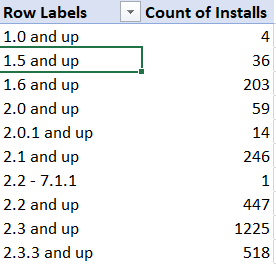 Row Labels Count of Installs
1.0 and up 4
1.5 and up 36
1.6 and up 203
2.0 and up 59
2.0.1 and up 14
2.1 and up 246
2.2 - 7.1.1 1
2.2 and up 447
2.3 and up 1225
2.3.3 and up 518